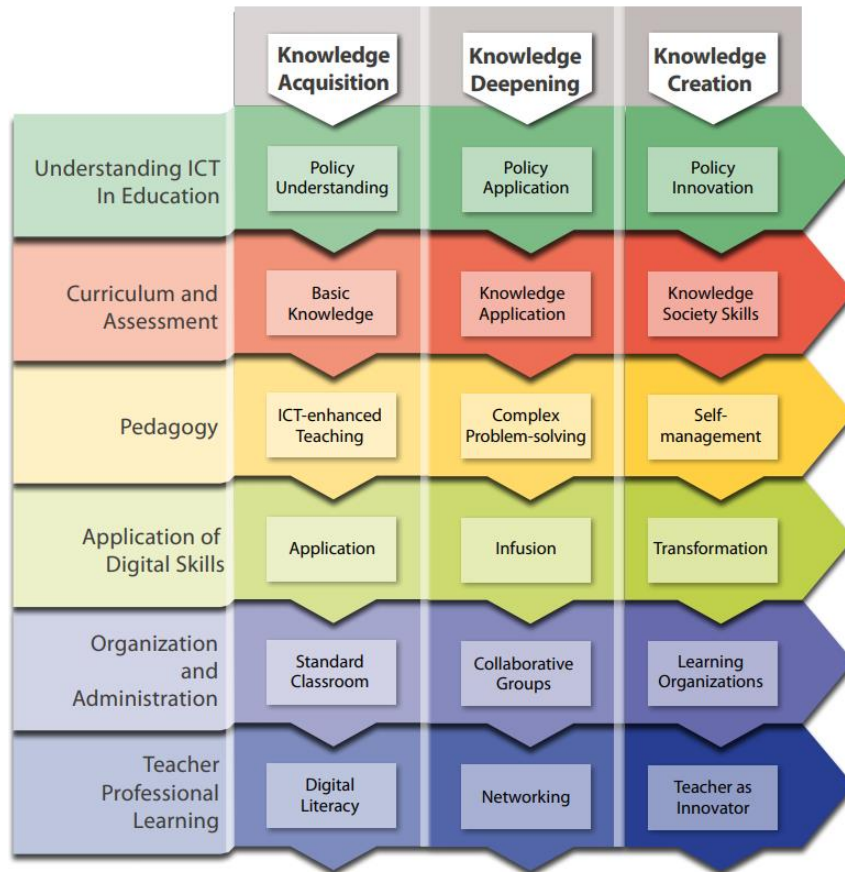 Knowledge
Acquisition
Knowledge
Deepening
Knowledge
Creation
Understanding ICT
In Education
Policy
Understanding
Policy
Application
Policy
Innovation
Curriculum and
Assessment
Basic
Knowledge
Knowledge
Application
Knowledge
Society Skills
Pedagogy
ICT-enhanced
Teaching
Complex
Problem-solving
Self-
management
Application of
Digital Skills
Application
Infusion
Transformation
Organization
and
Administration
Standard
Classroom
Collaborative
Groups
Learning
Organizations
Teacher
Professional
Learning
Digital
Literacy
Networking
Teacher as
Innovator